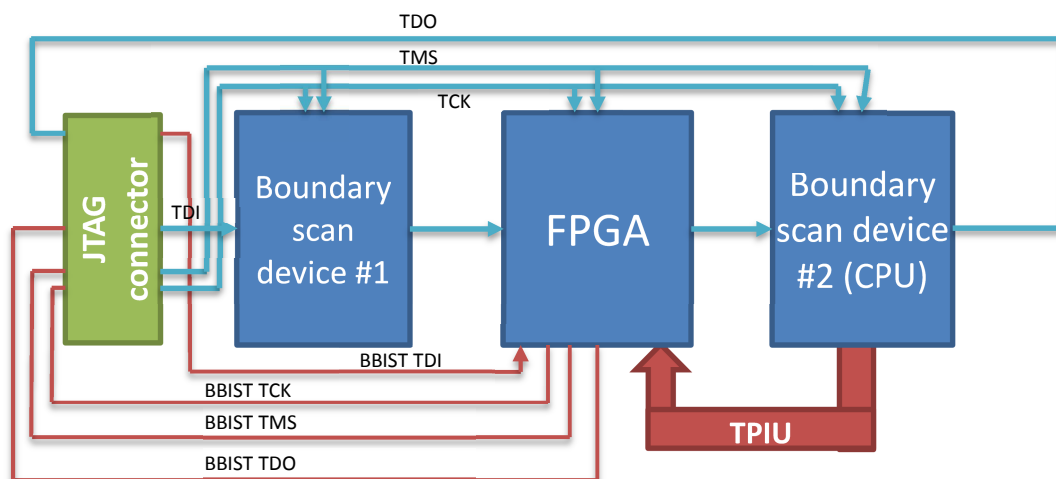 TDO
TMS
TCK
JTAG
connector
TDI
Boundary
scan
device #1
FPGA
Boundary
scan device
#2 (CPU)
BBIST TDI
BBIST TCK
BBIST TMS
TPIU
BBIST TDO